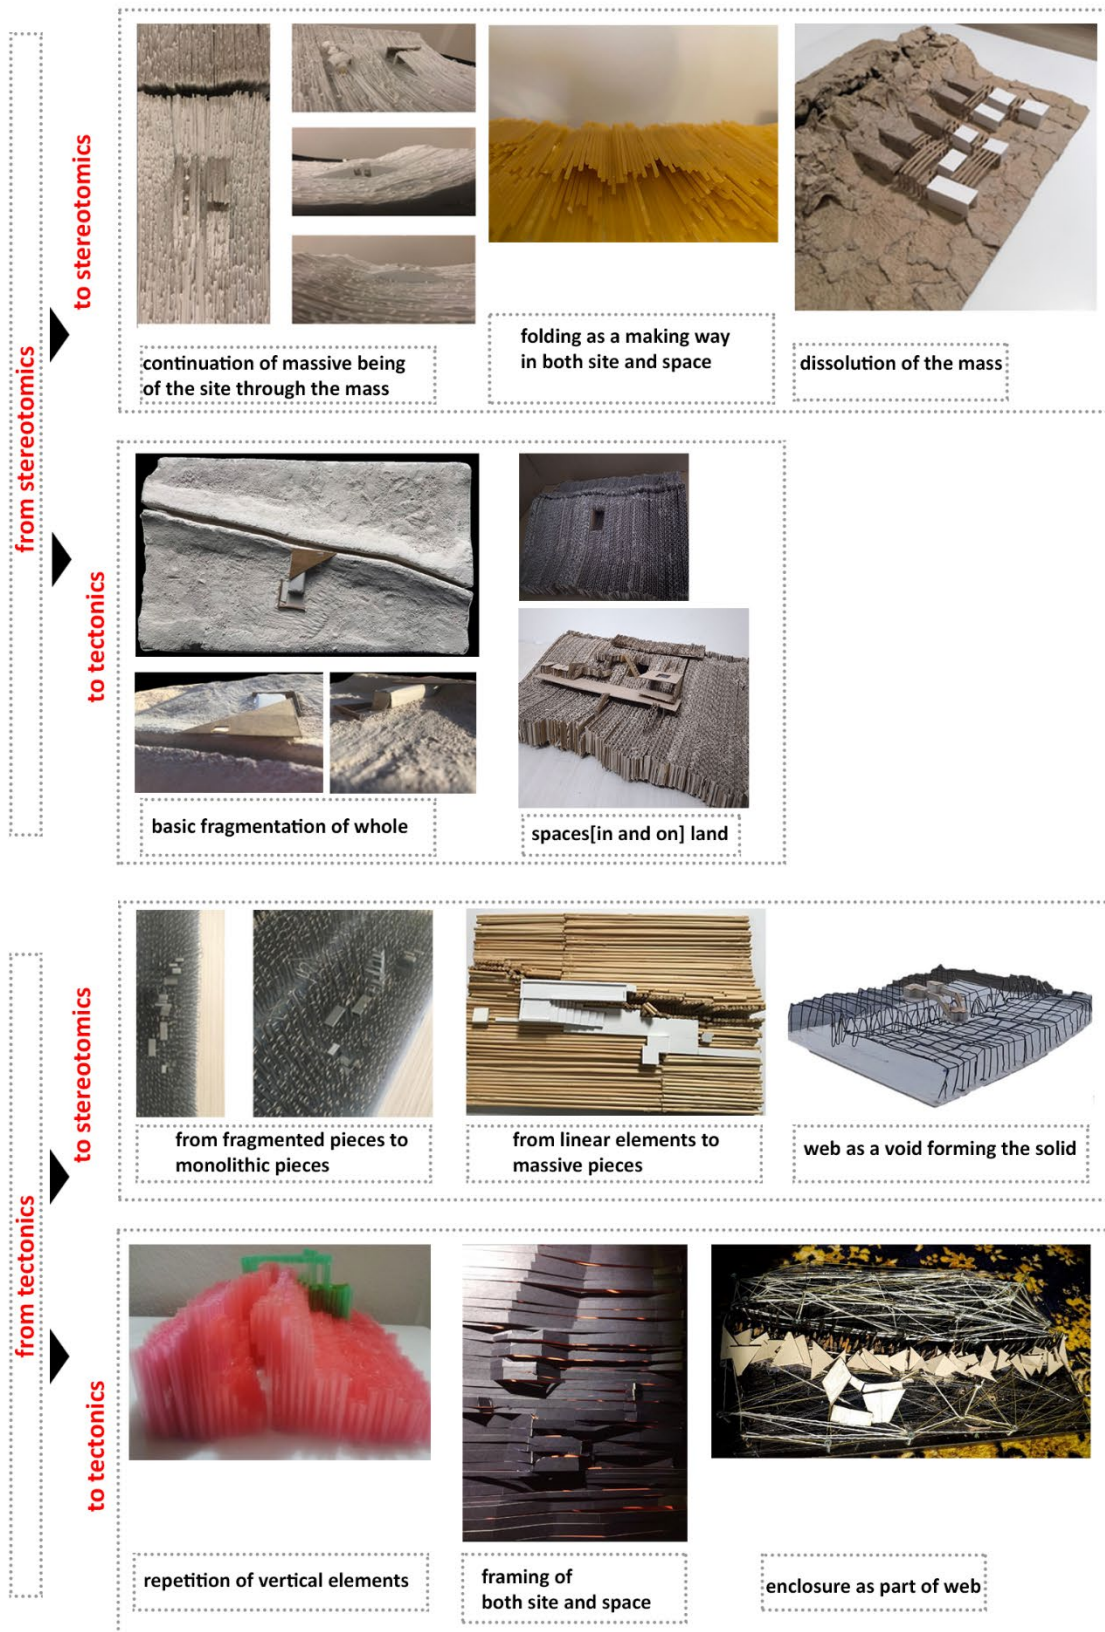 from stereotomics
to stereotomics
continuation of massive being
of the site through the mass
folding as a making way
in both site and space
dissolution of the mass
to tectonics
basic fragmentation of whole
spaces[in and on] land
from tectonics
to stereotomics
from fragmented pieces to
monolithic pieces
from linear elements to
massive pieces
web as a void forming the solid
to tectonics
repetition of vertical elements
framing of
both site and space
enclosure as part of web